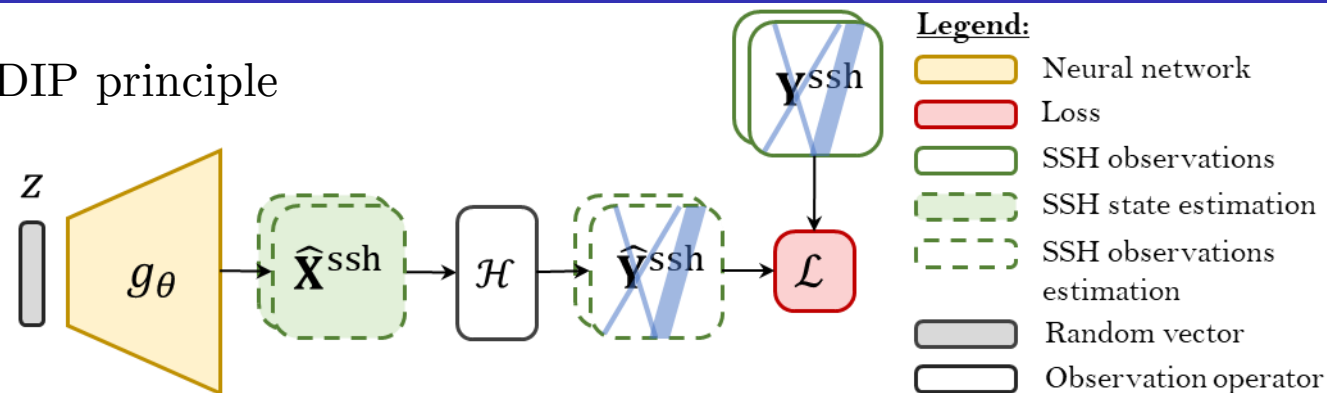 DIP principle
z
g_θ
X̂^ssh
ℋ
Ŷ^ssh
Y^ssh
ℒ
Legend:
Neural network
Loss
SSH observations
SSH state estimation
SSH observations
estimation
Random vector
Observation operator